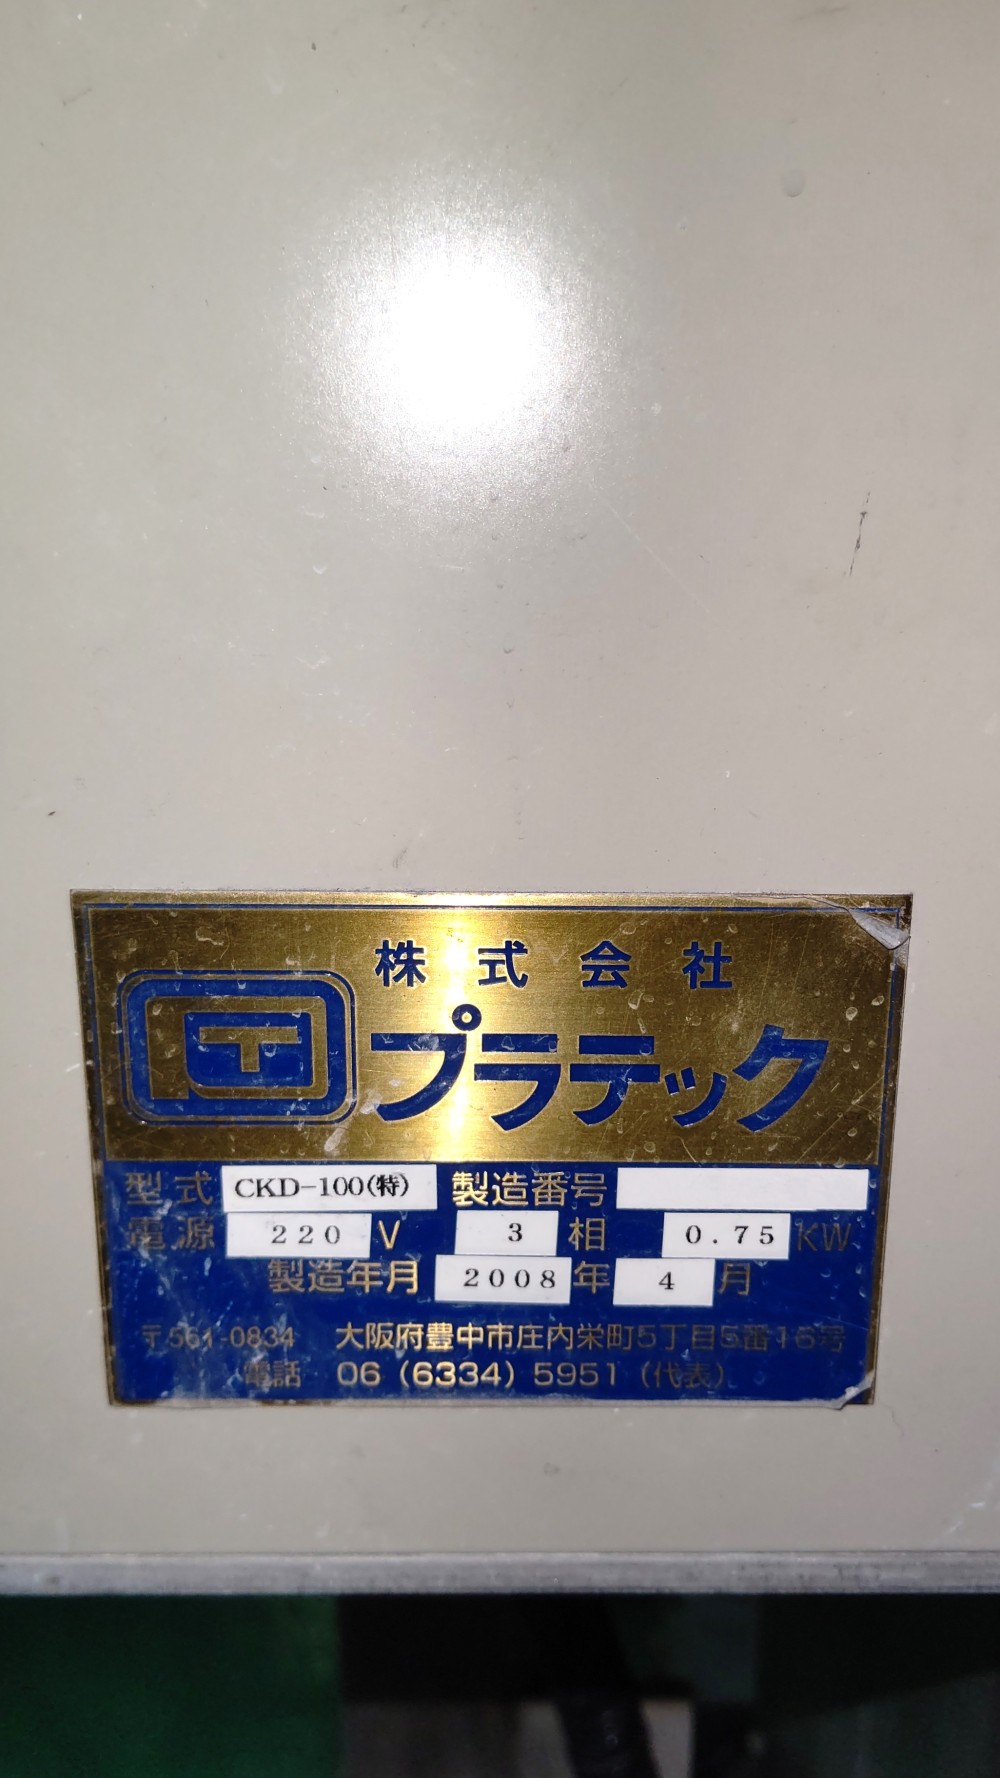 株式会社
プラテック
型式 CKD-100(特) 製造番号
電源 220 V 3 相 0.75 KW
製造年月 2008 年 4 月
〒561-0834 大阪府豊中市庄内栄町5丁目5番16号
電話 06 (6334) 5951 (代表)